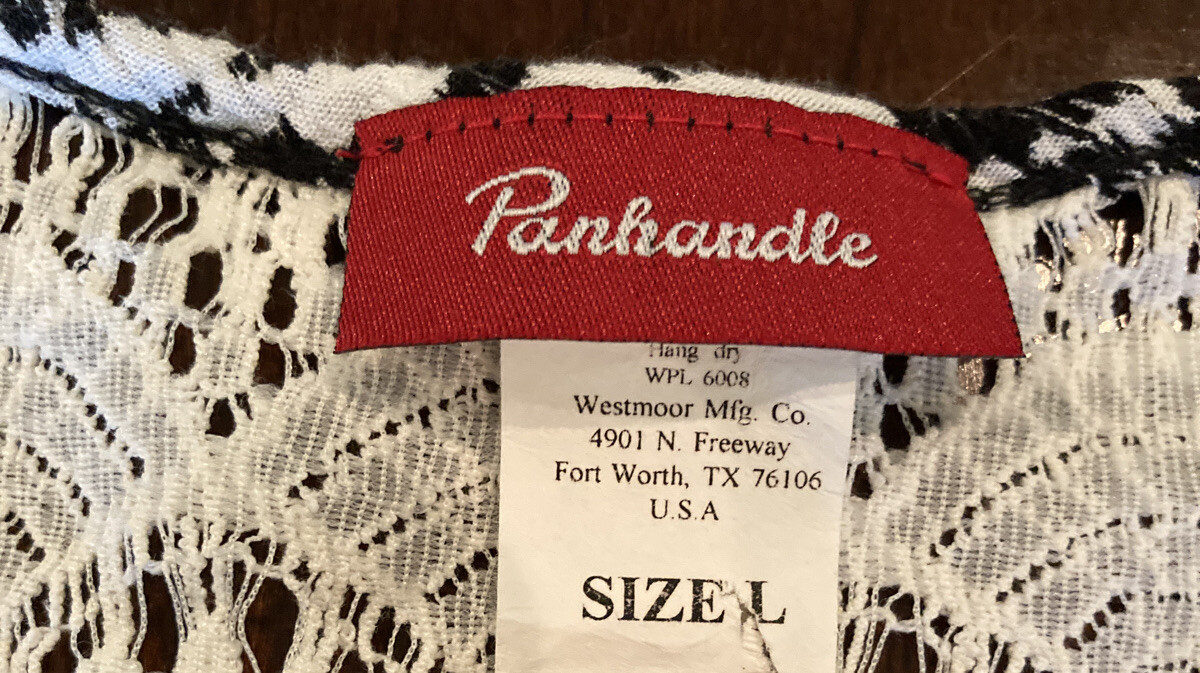 Panhandle
Hang dry
WPL 6008
Westmoor Mfg. Co.
4901 N. Freeway
Fort Worth, TX 76106
U.S.A
SIZE L